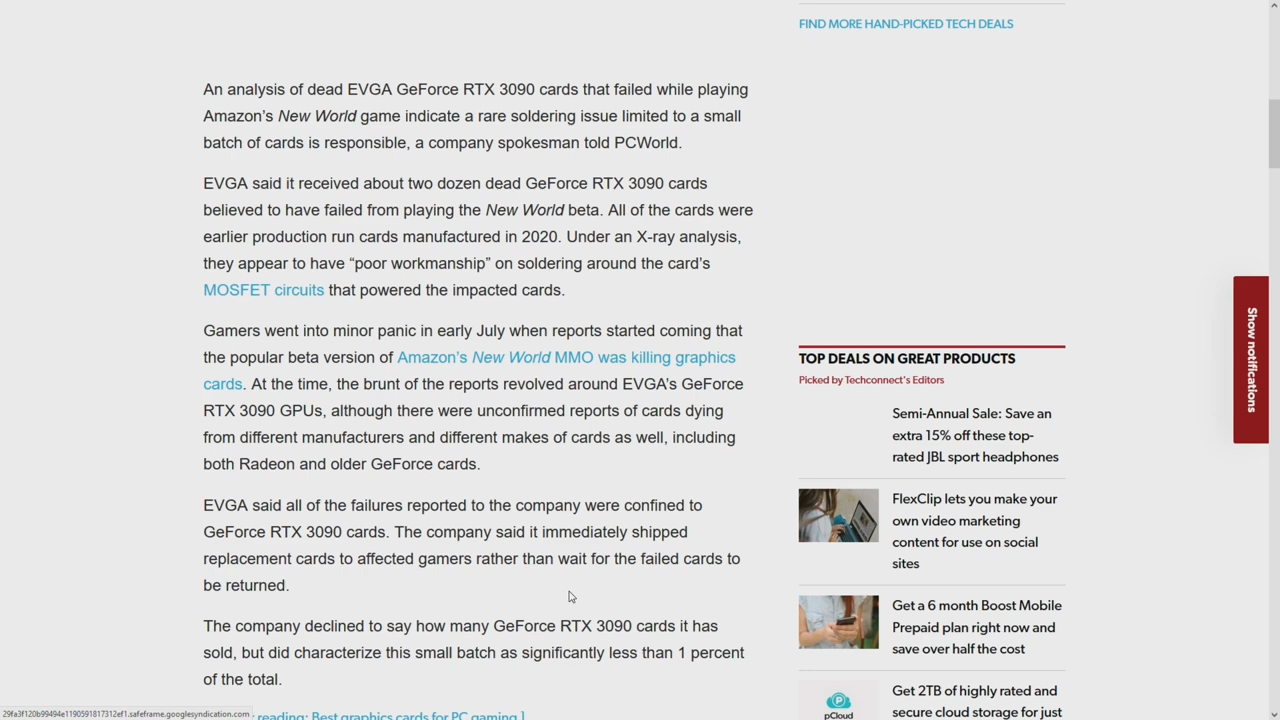 FIND MORE HAND-PICKED TECH DEALS
An analysis of dead EVGA GeForce RTX 3090 cards that failed while playing
Amazon’s New World game indicate a rare soldering issue limited to a small
batch of cards is responsible, a company spokesman told PCWorld.
EVGA said it received about two dozen dead GeForce RTX 3090 cards
believed to have failed from playing the New World beta. All of the cards were
earlier production run cards manufactured in 2020. Under an X-ray analysis,
they appear to have “poor workmanship” on soldering around the card’s
MOSFET circuits that powered the impacted cards.
Gamers went into minor panic in early July when reports started coming that
the popular beta version of Amazon’s New World MMO was killing graphics
cards. At the time, the brunt of the reports revolved around EVGA’s GeForce
RTX 3090 GPUs, although there were unconfirmed reports of cards dying
from different manufacturers and different makes of cards as well, including
both Radeon and older GeForce cards.
EVGA said all of the failures reported to the company were confined to
GeForce RTX 3090 cards. The company said it immediately shipped
replacement cards to affected gamers rather than wait for the failed cards to
be returned.
The company declined to say how many GeForce RTX 3090 cards it has
sold, but did characterize this small batch as significantly less than 1 percent
of the total.
reading: Best graphics cards for PC gaming ]
29fa3f120b99494e1190591817312ef1.safeframe.googlesyndication.com
TOP DEALS ON GREAT PRODUCTS
Picked by Techconnect's Editors
Semi-Annual Sale: Save an
extra 15% off these top-
rated JBL sport headphones
FlexClip lets you make your
own video marketing
content for use on social
sites
Get a 6 month Boost Mobile
Prepaid plan right now and
save over half the cost
Get 2TB of highly rated and
secure cloud storage for just
pCloud
Show notifications